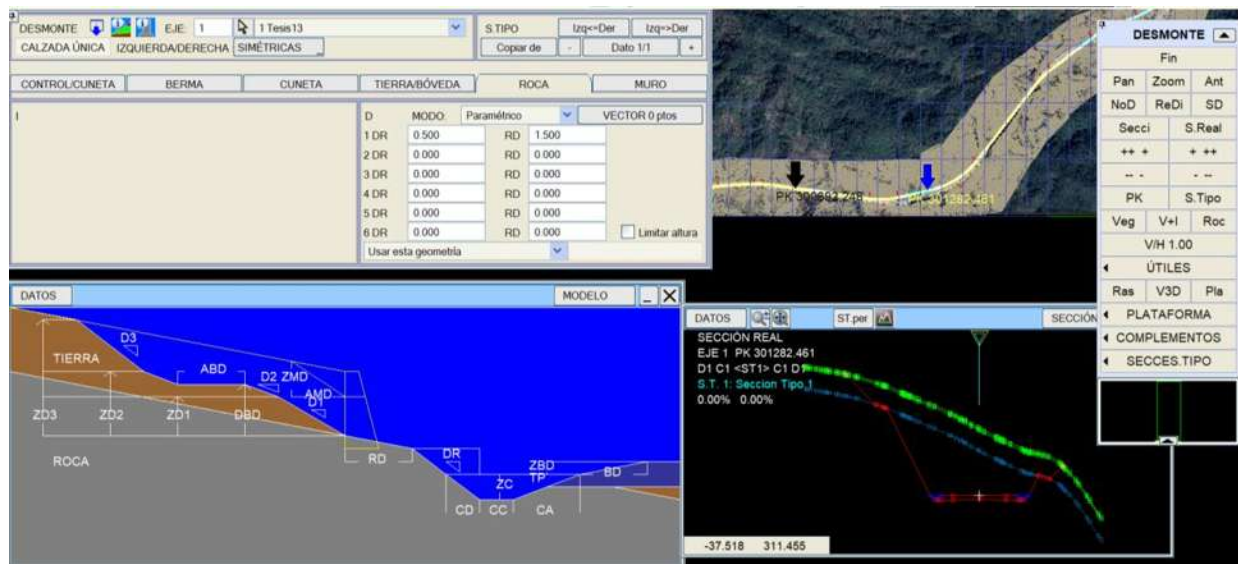 DESMONTE EJE: 1 1 Tesis13
CALZADA ÚNICA IZQUIERDA/DERECHA SIMÉTRICAS
S.TIPO Izq<=Der Izq=>Der
Copiar de - Dato 1/1 +
CONTROL/CUNETA BERMA CUNETA TIERRA/BÓVEDA ROCA MURO
I
D MODO: Paramétrico VECTOR 0 ptos
1 DR 0.500 RD 1.500
2 DR 0.000 RD 0.000
3 DR 0.000 RD 0.000
4 DR 0.000 RD 0.000
5 DR 0.000 RD 0.000
6 DR 0.000 RD 0.000 Limitar altura
Usar esta geometría
PK 301282.461
DESMONTE
Fin
Pan Zoom Ant
NoD ReDi SD
Secci S.Real
++ + + ++
-- - - --
PK S.Tipo
Veg V+I Roc
V/H 1.00
ÚTILES
Ras V3D Pla
PLATAFORMA
COMPLEMENTOS
SECCES.TIPO
DATOS MODELO
D3
TIERRA
ABD
D2 ZMD
AMD
D1
ZD3 ZD2 ZD1 DBD
ROCA
RD
DR
ZBD
TP
BD
ZC
CD CC CA
DATOS ST.per SECCIÓN
SECCIÓN REAL
EJE 1 PK 301282.461
D1 C1 <ST1> C1 D1
S.T. 1: Seccion Tipo 1
0.00% 0.00%
-37.518 311.455